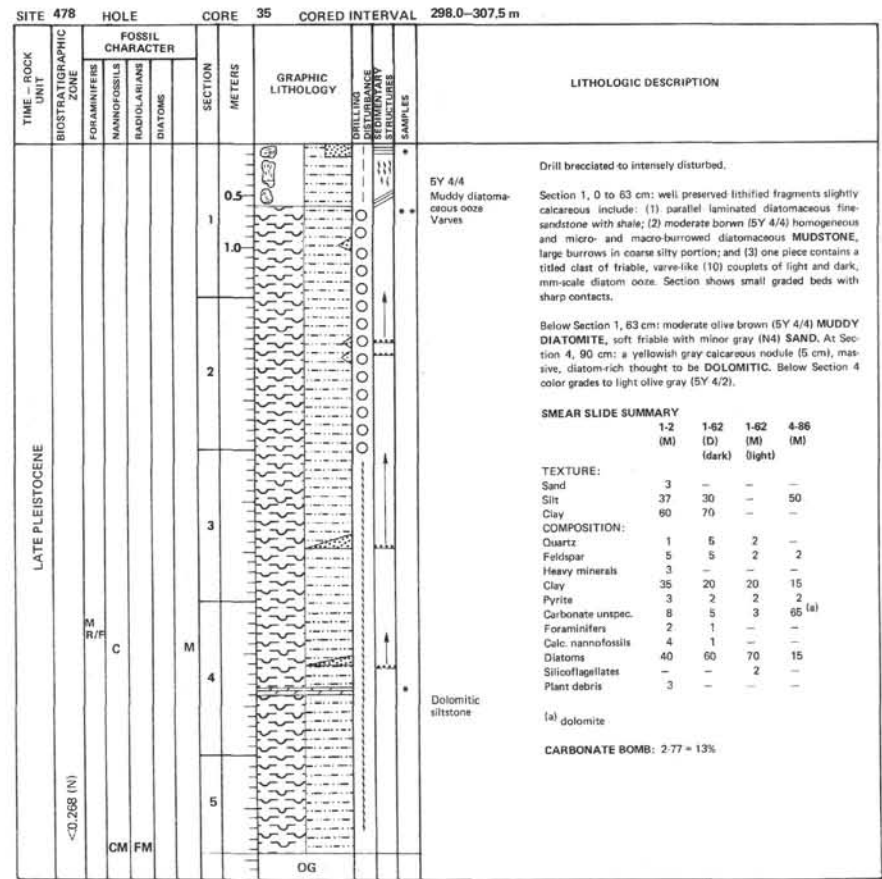 SITE 478 HOLE CORE 35 CORED INTERVAL 298.0–307.5 m
TIME – ROCK UNIT
BIOSTRATIGRAPHIC ZONE
FOSSIL CHARACTER
FORAMINIFERS
NANNOFOSSILS
RADIOLARIANS
DIATOMS
SECTION
METERS
GRAPHIC LITHOLOGY
DRILLING DISTURBANCE
SEDIMENTARY STRUCTURES
SAMPLES
LITHOLOGIC DESCRIPTION
LATE PLEISTOCENE
<0.268 (N)
M
R/F
C
M
CM FM
0.5
1
1.0
2
3
4
5
OG
5Y 4/4
Muddy diatoma-
ceous ooze
Varves
Dolomitic
siltstone
Drill brecciated to intensely disturbed.
Section 1, 0 to 63 cm: well preserved lithified fragments slightly
calcareous include: (1) parallel laminated diatomaceous fine-
sandstone with shale; (2) moderate borwn (5Y 4/4) homogeneous
and micro- and macro-burrowed diatomaceous MUDSTONE,
large burrows in coarse silty portion; and (3) one piece contains a
titled clast of friable, varve-like (10) couplets of light and dark,
mm-scale diatom ooze. Section shows small graded beds with
sharp contacts.
Below Section 1, 63 cm: moderate olive brown (5Y 4/4) MUDDY
DIATOMITE, soft friable with minor gray (N4) SAND. At Sec-
tion 4, 90 cm: a yellowish gray calcareous nodule (5 cm), mas-
sive, diatom-rich thought to be DOLOMITIC. Below Section 4
color grades to light olive gray (5Y 4/2).
SMEAR SLIDE SUMMARY
1-2 1-62 1-62 4-86
(M) (D) (M) (M)
(dark) (light)
TEXTURE:
Sand 3 – – –
Silt 37 30 – 50
Clay 60 70 – –
COMPOSITION:
Quartz 1 5 2 –
Feldspar 5 5 2 2
Heavy minerals 3 – – –
Clay 35 20 20 15
Pyrite 3 2 2 2
Carbonate unspec. 8 5 3 65 (a)
Foraminifers 2 1 – –
Calc. nannofossils 4 1 – –
Diatoms 40 60 70 15
Silicoflagellates – – 2 –
Plant debris 3 – – –
(a) dolomite
CARBONATE BOMB: 2-77 = 13%